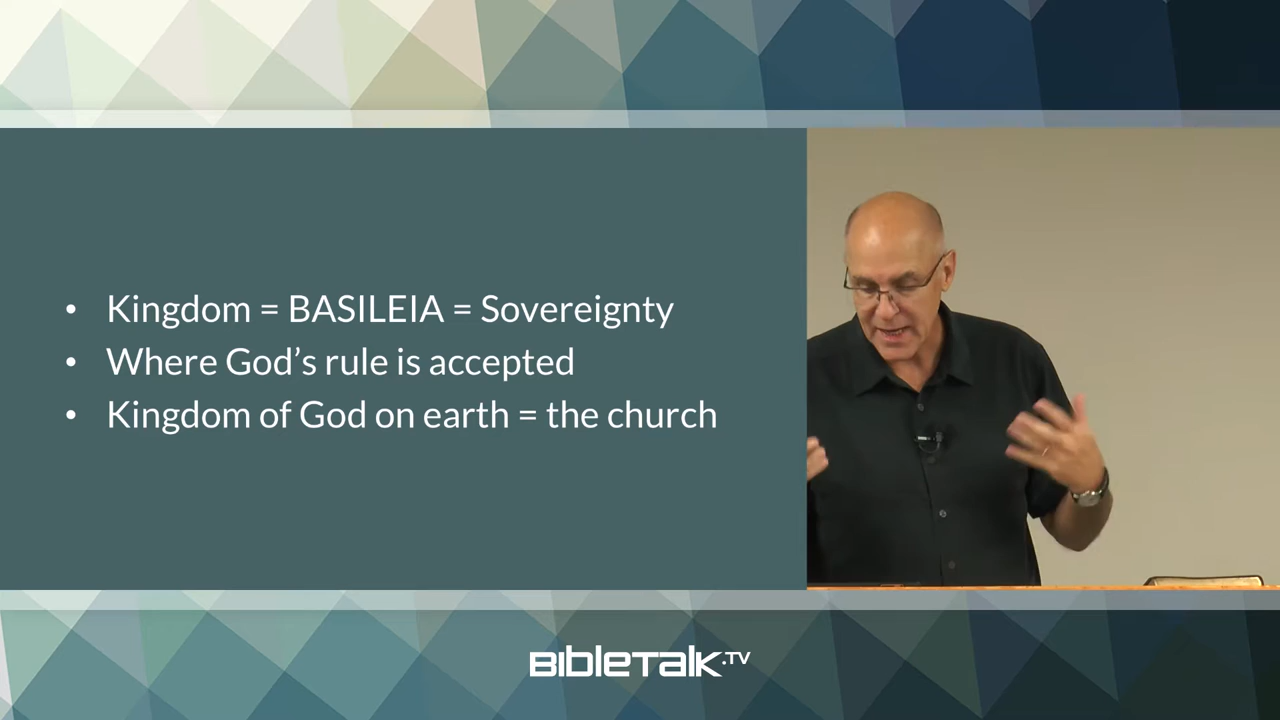 • Kingdom = BASILEIA = Sovereignty
• Where God’s rule is accepted
• Kingdom of God on earth = the church
BIBLETALK.TV